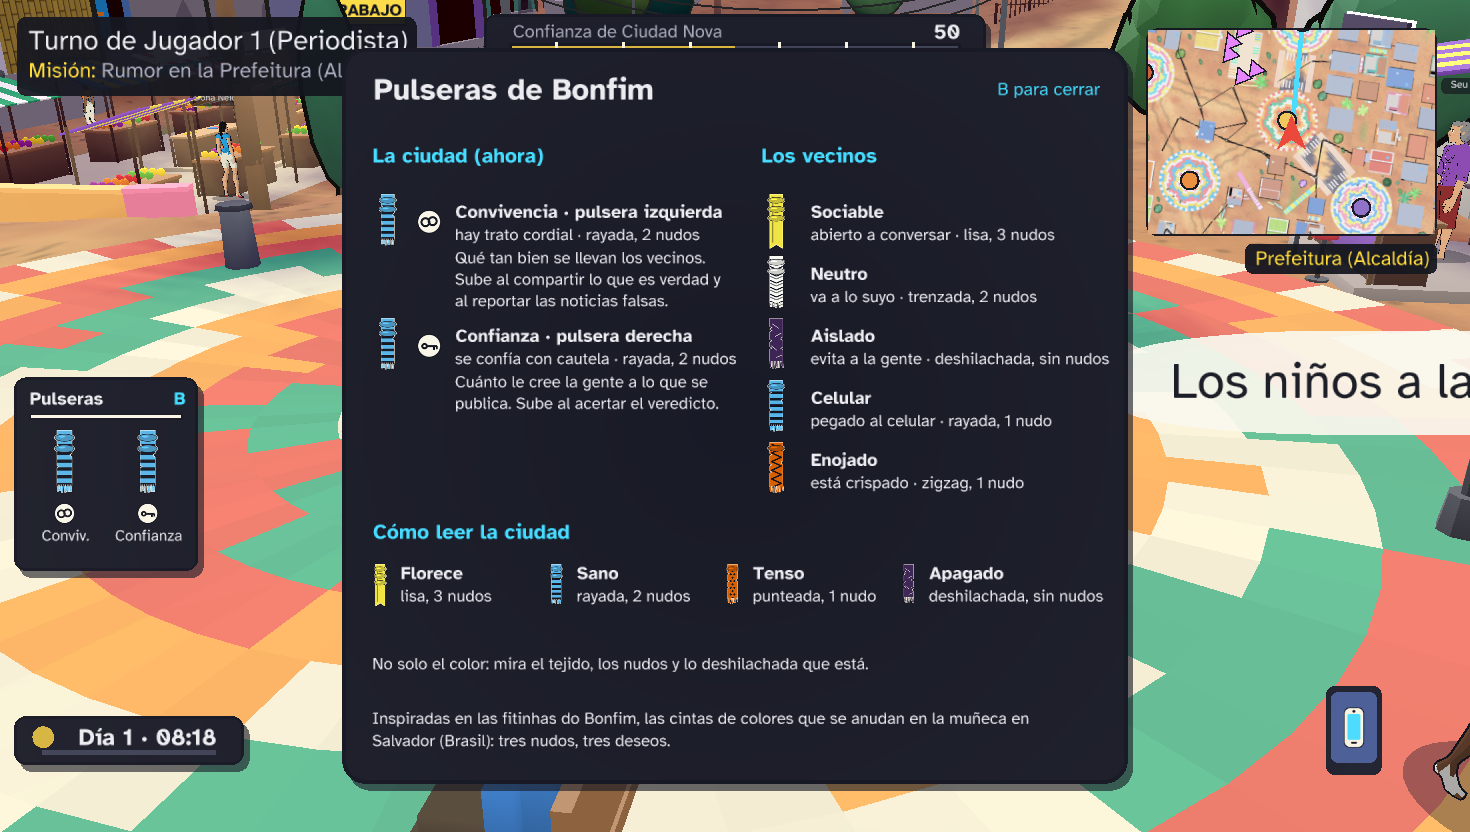 RABAJO
Turno de Jugador 1 (Periodista)
Misión: Rumor en la Prefeitura (Al
Confianza de Ciudad Nova
50
Pulseras de Bonfim
B para cerrar
La ciudad (ahora)
Convivencia · pulsera izquierda
hay trato cordial · rayada, 2 nudos
Qué tan bien se llevan los vecinos.
Sube al compartir lo que es verdad y
al reportar las noticias falsas.
Confianza · pulsera derecha
se confía con cautela · rayada, 2 nudos
Cuánto le cree la gente a lo que se
publica. Sube al acertar el veredicto.
Los vecinos
Sociable
abierto a conversar · lisa, 3 nudos
Neutro
va a lo suyo · trenzada, 2 nudos
Aislado
evita a la gente · deshilachada, sin nudos
Celular
pegado al celular · rayada, 1 nudo
Enojado
está crispado · zigzag, 1 nudo
Cómo leer la ciudad
Florece
lisa, 3 nudos
Sano
rayada, 2 nudos
Tenso
punteada, 1 nudo
Apagado
deshilachada, sin nudos
No solo el color: mira el tejido, los nudos y lo deshilachada que está.
Inspiradas en las fitinhas do Bonfim, las cintas de colores que se anudan en la muñeca en
Salvador (Brasil): tres nudos, tres deseos.
Pulseras
B
Conviv.
Confianza
Día 1 · 08:18
Seu
Prefeitura (Alcaldía)
Los niños a la